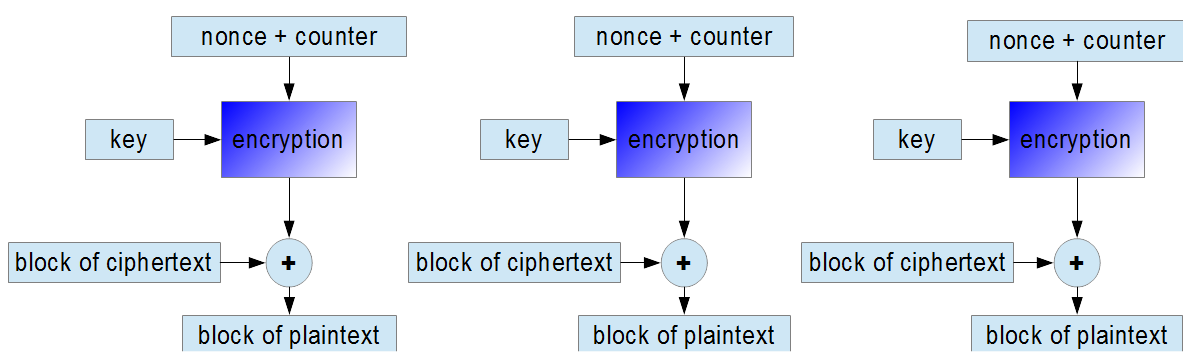 nonce + counter
nonce + counter
nonce + counter
key
encryption
key
encryption
key
encryption
block of ciphertext
+
block of ciphertext
+
block of ciphertext
+
block of plaintext
block of plaintext
block of plaintext